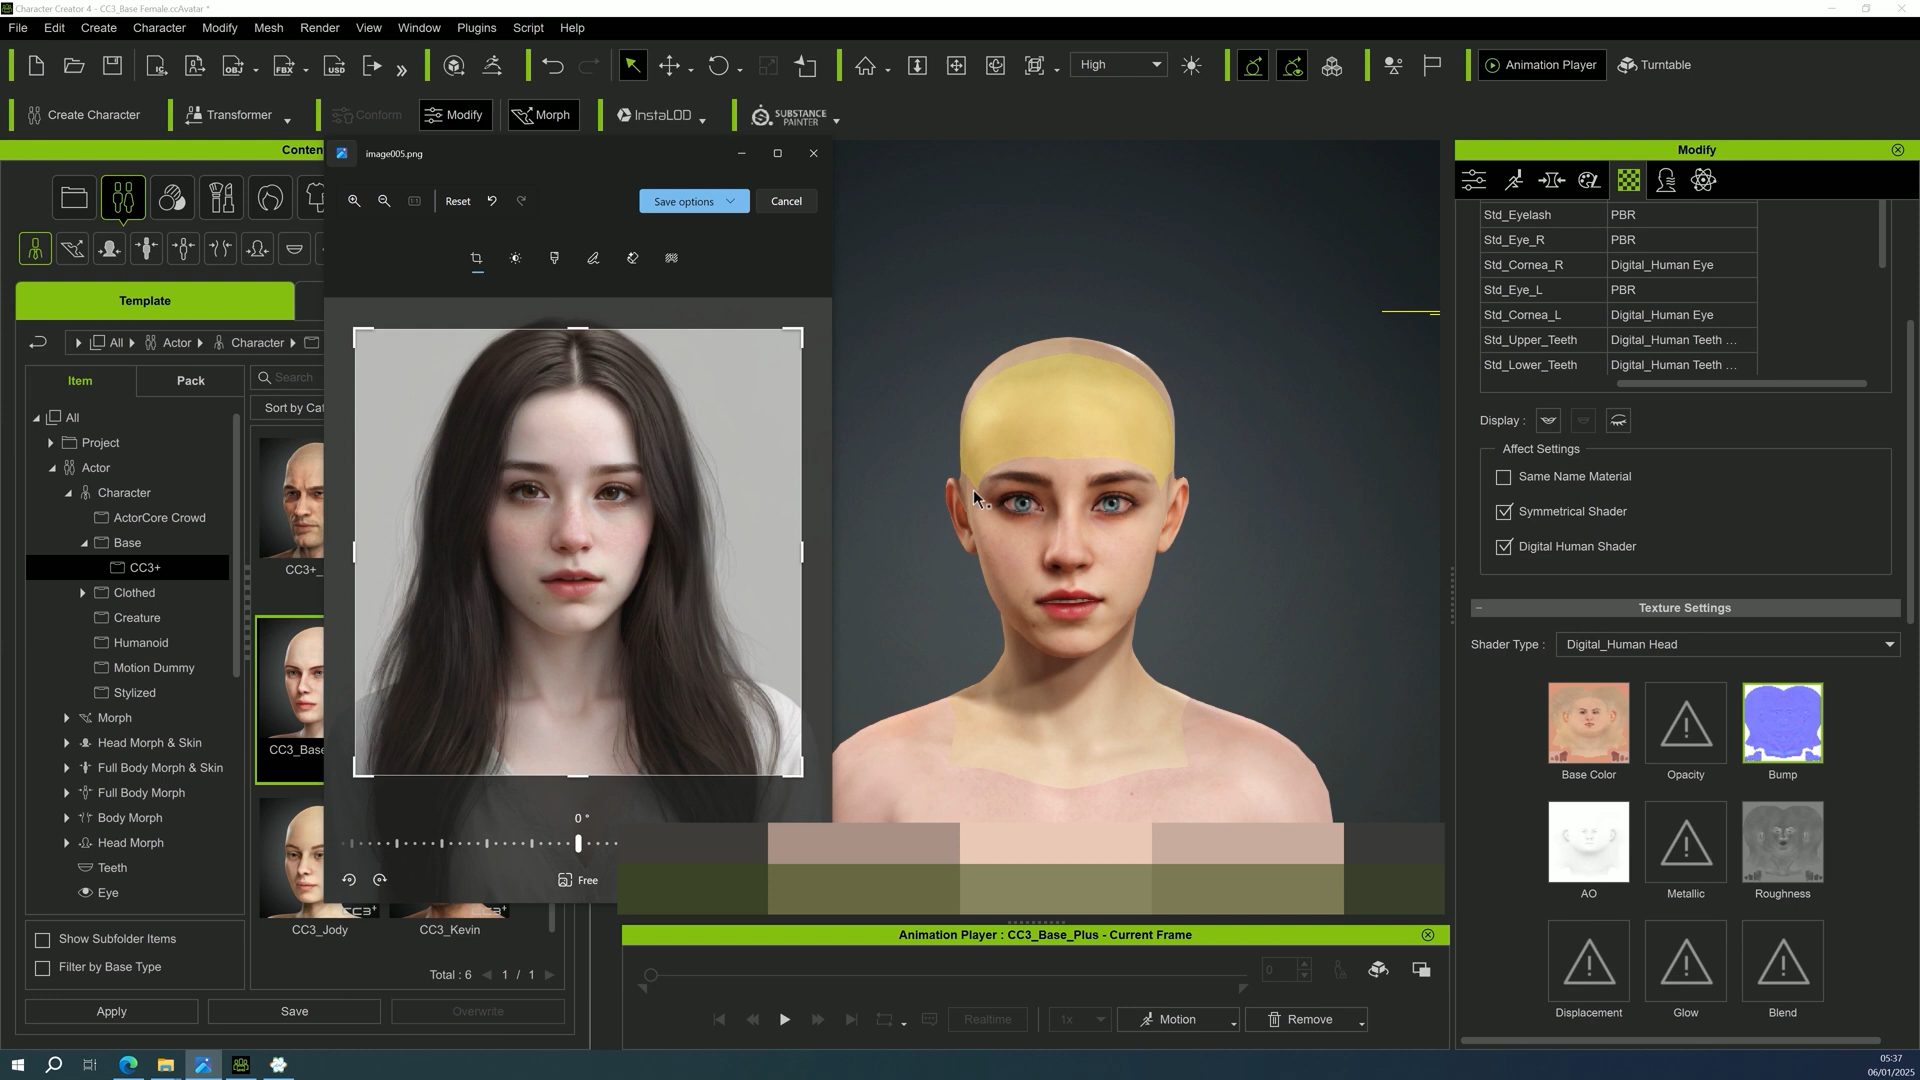 Character Creator 4 - CC3_Base Female.ccAvatar *
File Edit Create Character Modify Mesh Render View Window Plugins Script Help
IC OBJ FBX USD High Animation Player Turntable
Create Character Transformer Conform Modify Morph InstaLOD SUBSTANCE PAINTER
Conten
Template
All Actor Character
Item Pack Search
Sort by Cat
All
Project
Actor
Character
ActorCore Crowd
Base
CC3+
Clothed
Creature
Humanoid
Motion Dummy
Stylized
Morph
Head Morph & Skin
Full Body Morph & Skin
Full Body Morph
Body Morph
Head Morph
Teeth
Eye
CC3+_
CC3_Base
CC3+ CC3+
CC3_Jody CC3_Kevin
Show Subfolder Items
Filter by Base Type
Total : 6 1 / 1
Apply Save Overwrite
image005.png
Reset Save options Cancel
0 °
Free
Animation Player : CC3_Base_Plus - Current Frame
0
Realtime 1x Motion Remove
Modify
Std_Eyelash PBR
Std_Eye_R PBR
Std_Cornea_R Digital_Human Eye
Std_Eye_L PBR
Std_Cornea_L Digital_Human Eye
Std_Upper_Teeth Digital_Human Teeth ...
Std_Lower_Teeth Digital_Human Teeth ...
Display :
Affect Settings
Same Name Material
Symmetrical Shader
Digital Human Shader
Texture Settings
Shader Type : Digital_Human Head
Base Color Opacity Bump
AO Metallic Roughness
Displacement Glow Blend
05:37
06/01/2025